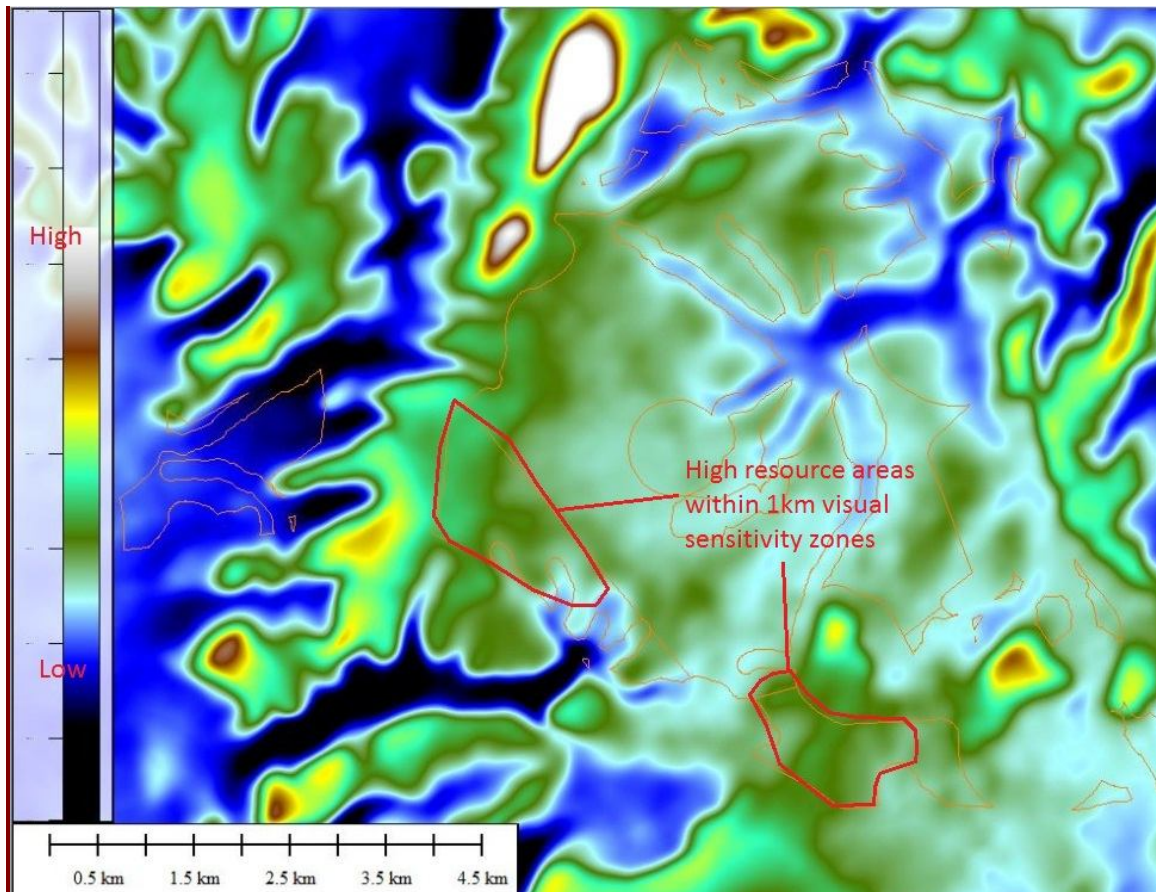 High
Low
High resource areas
within 1km visual
sensitivity zones
0.5 km 1.5 km 2.5 km 3.5 km 4.5 km